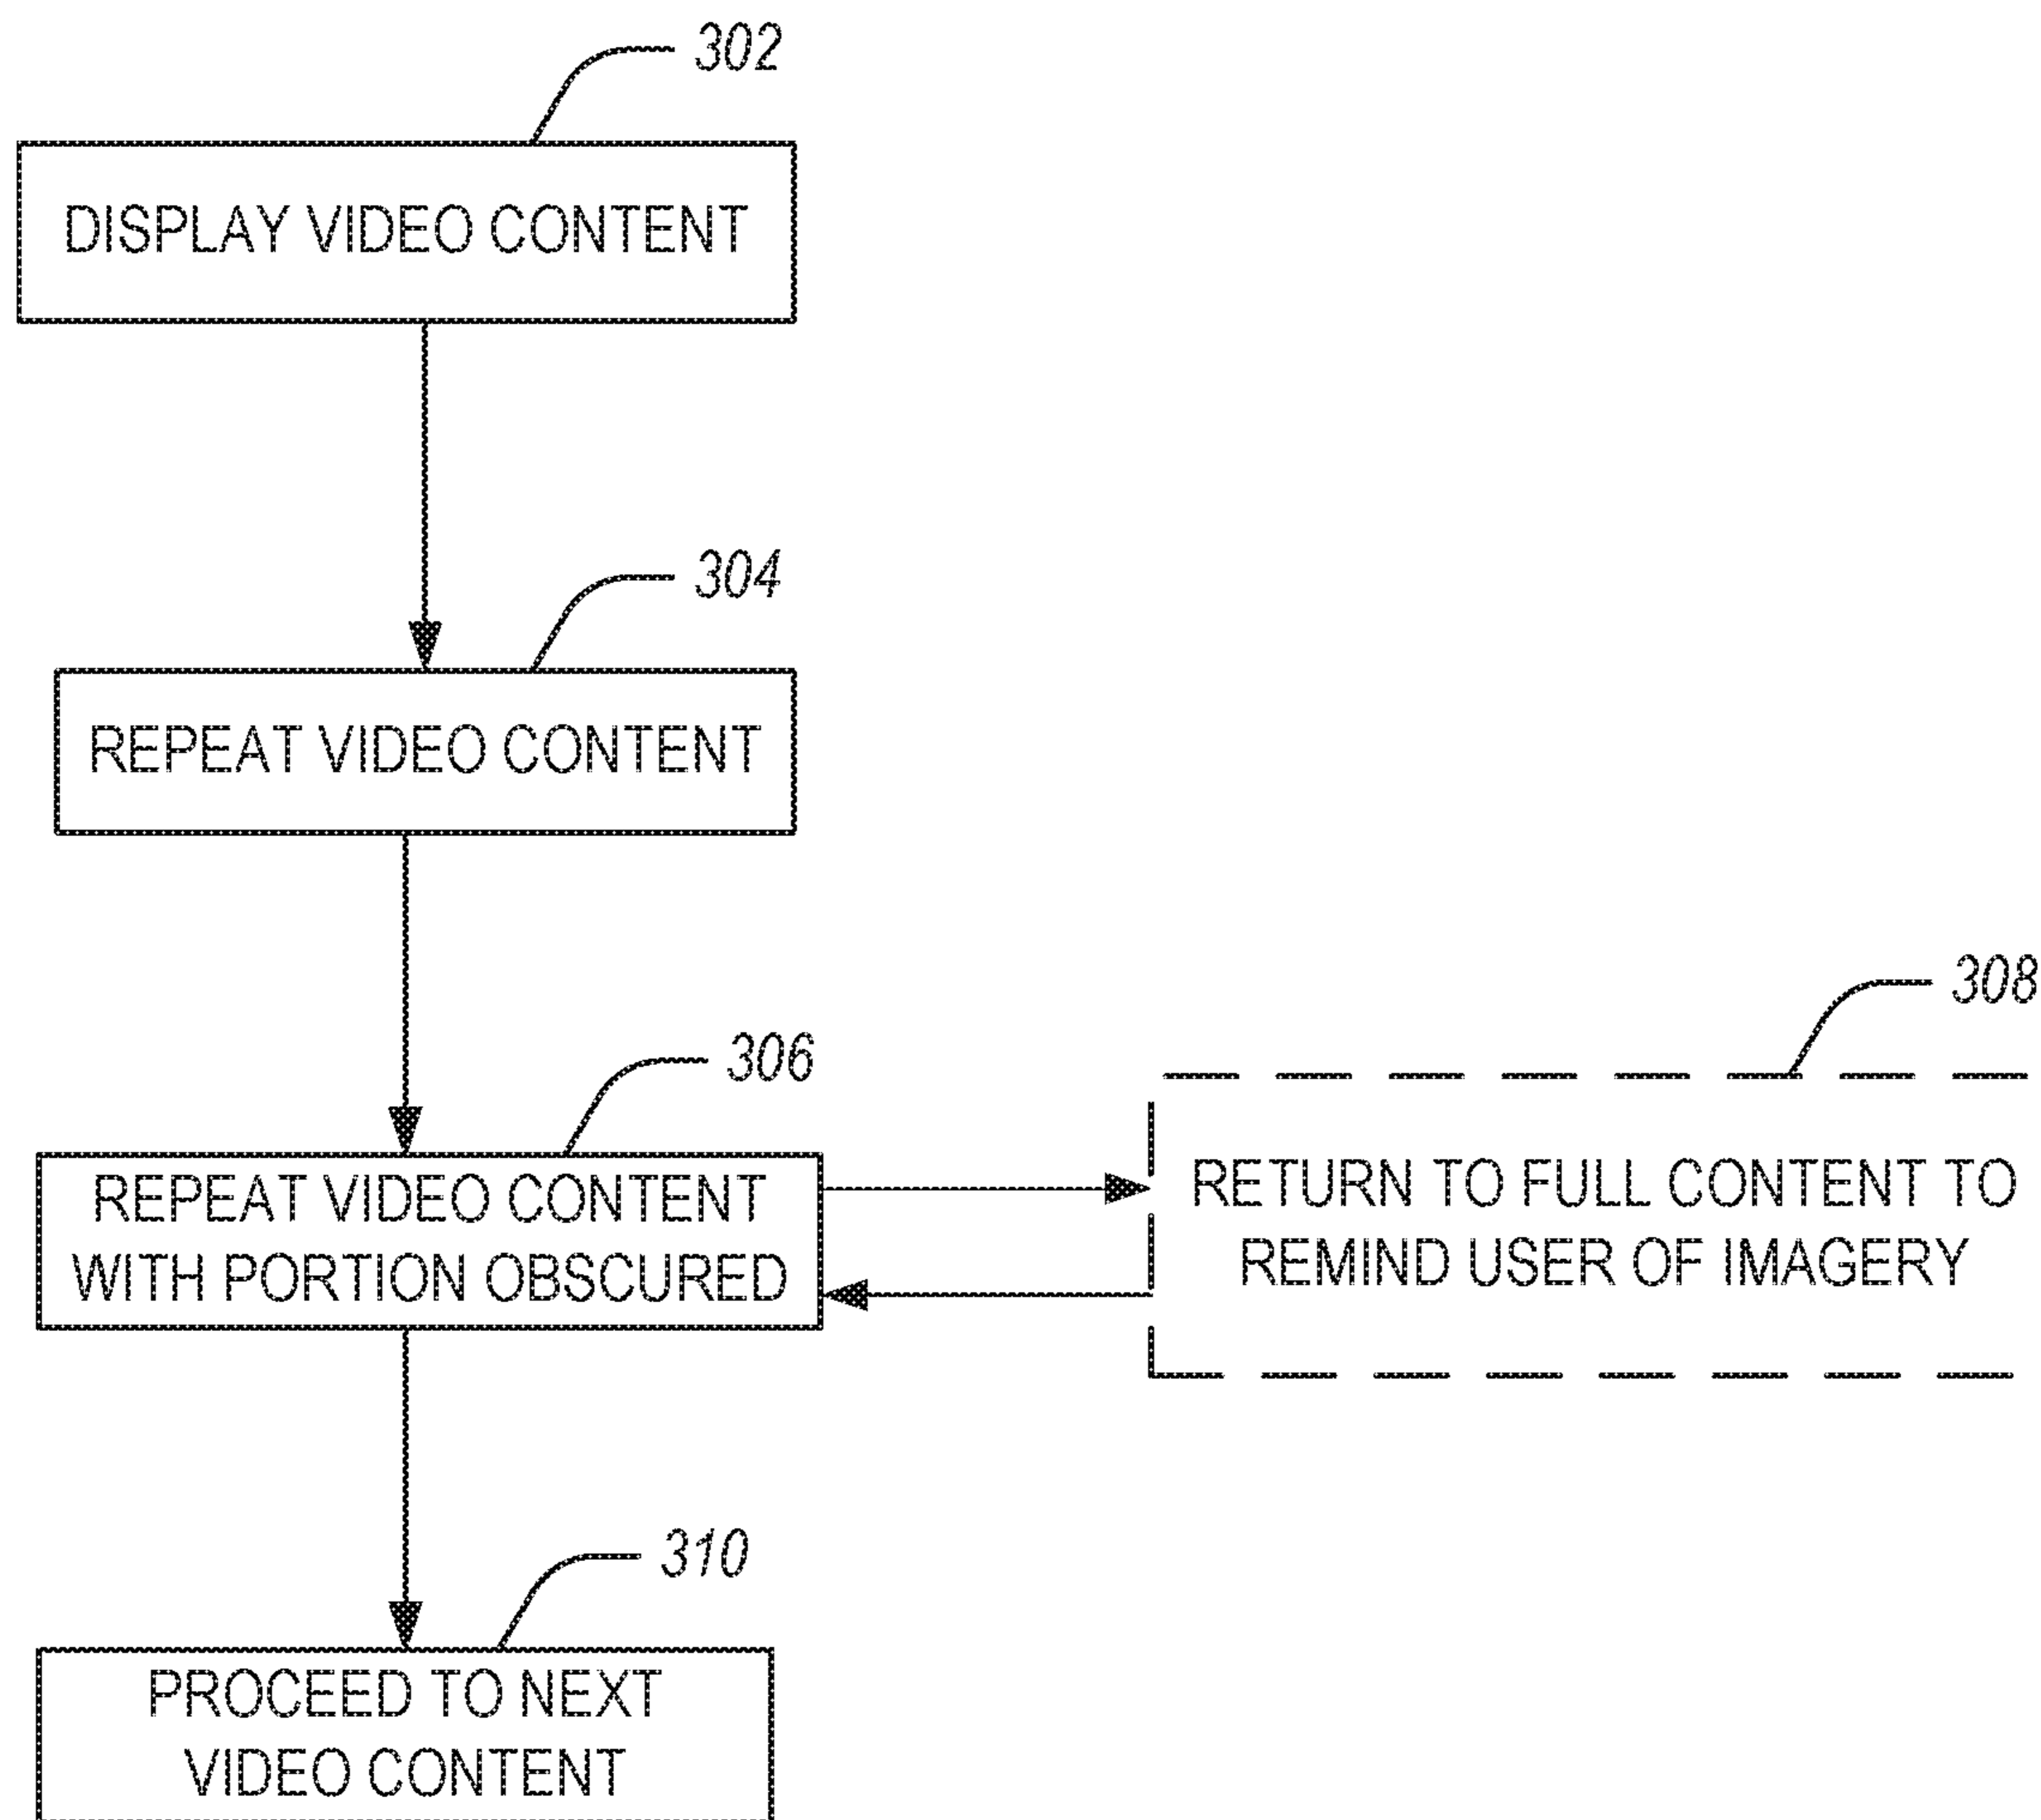 302
DISPLAY VIDEO CONTENT
304
REPEAT VIDEO CONTENT
306
REPEAT VIDEO CONTENT
WITH PORTION OBSCURED
308
RETURN TO FULL CONTENT TO
REMIND USER OF IMAGERY
310
PROCEED TO NEXT
VIDEO CONTENT